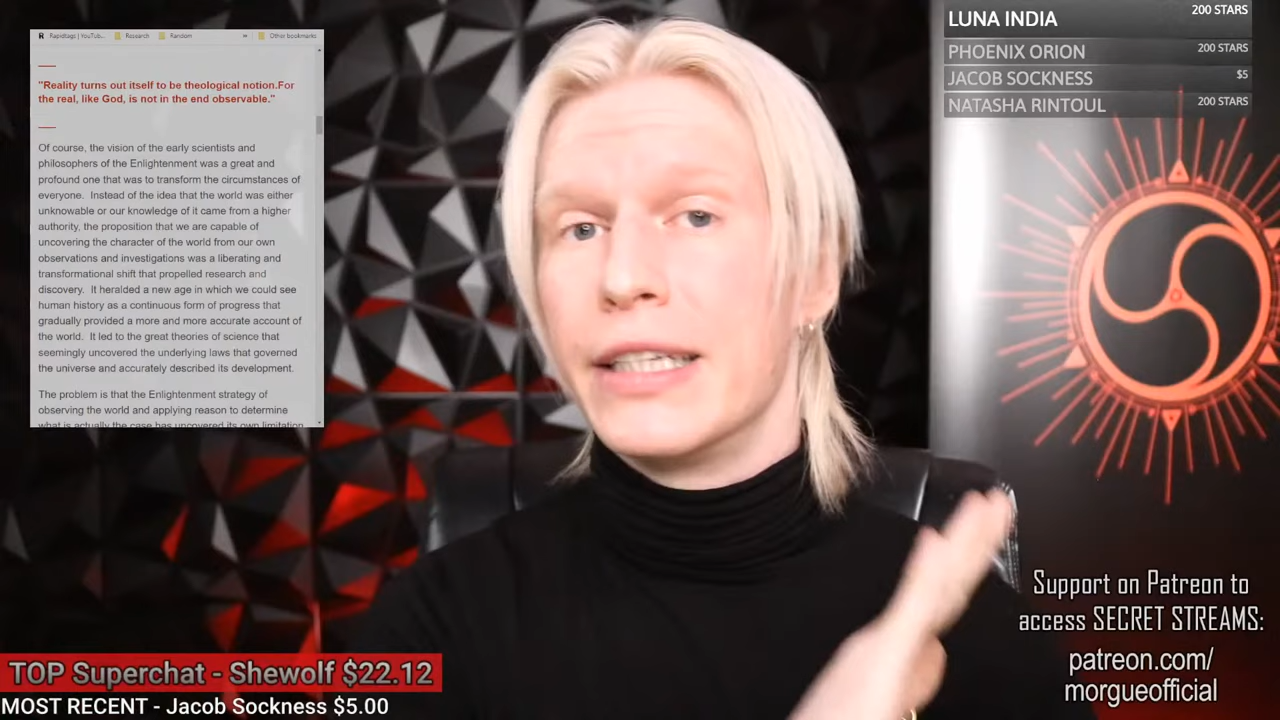 Rapidtags | YouTub...
Research
Random
»
Other bookmarks
"Reality turns out itself to be theological notion.For
the real, like God, is not in the end observable."
Of course, the vision of the early scientists and
philosophers of the Enlightenment was a great and
profound one that was to transform the circumstances of
everyone. Instead of the idea that the world was either
unknowable or our knowledge of it came from a higher
authority, the proposition that we are capable of
uncovering the character of the world from our own
observations and investigations was a liberating and
transformational shift that propelled research and
discovery. It heralded a new age in which we could see
human history as a continuous form of progress that
gradually provided a more and more accurate account of
the world. It led to the great theories of science that
seemingly uncovered the underlying laws that governed
the universe and accurately described its development.
The problem is that the Enlightenment strategy of
observing the world and applying reason to determine
what is actually the case has uncovered its own limitation
LUNA INDIA 200 STARS
PHOENIX ORION 200 STARS
JACOB SOCKNESS $5
NATASHA RINTOUL 200 STARS
Support on Patreon to
access SECRET STREAMS:
patreon.com/
morgueofficial
TOP Superchat - Shewolf $22.12
MOST RECENT - Jacob Sockness $5.00